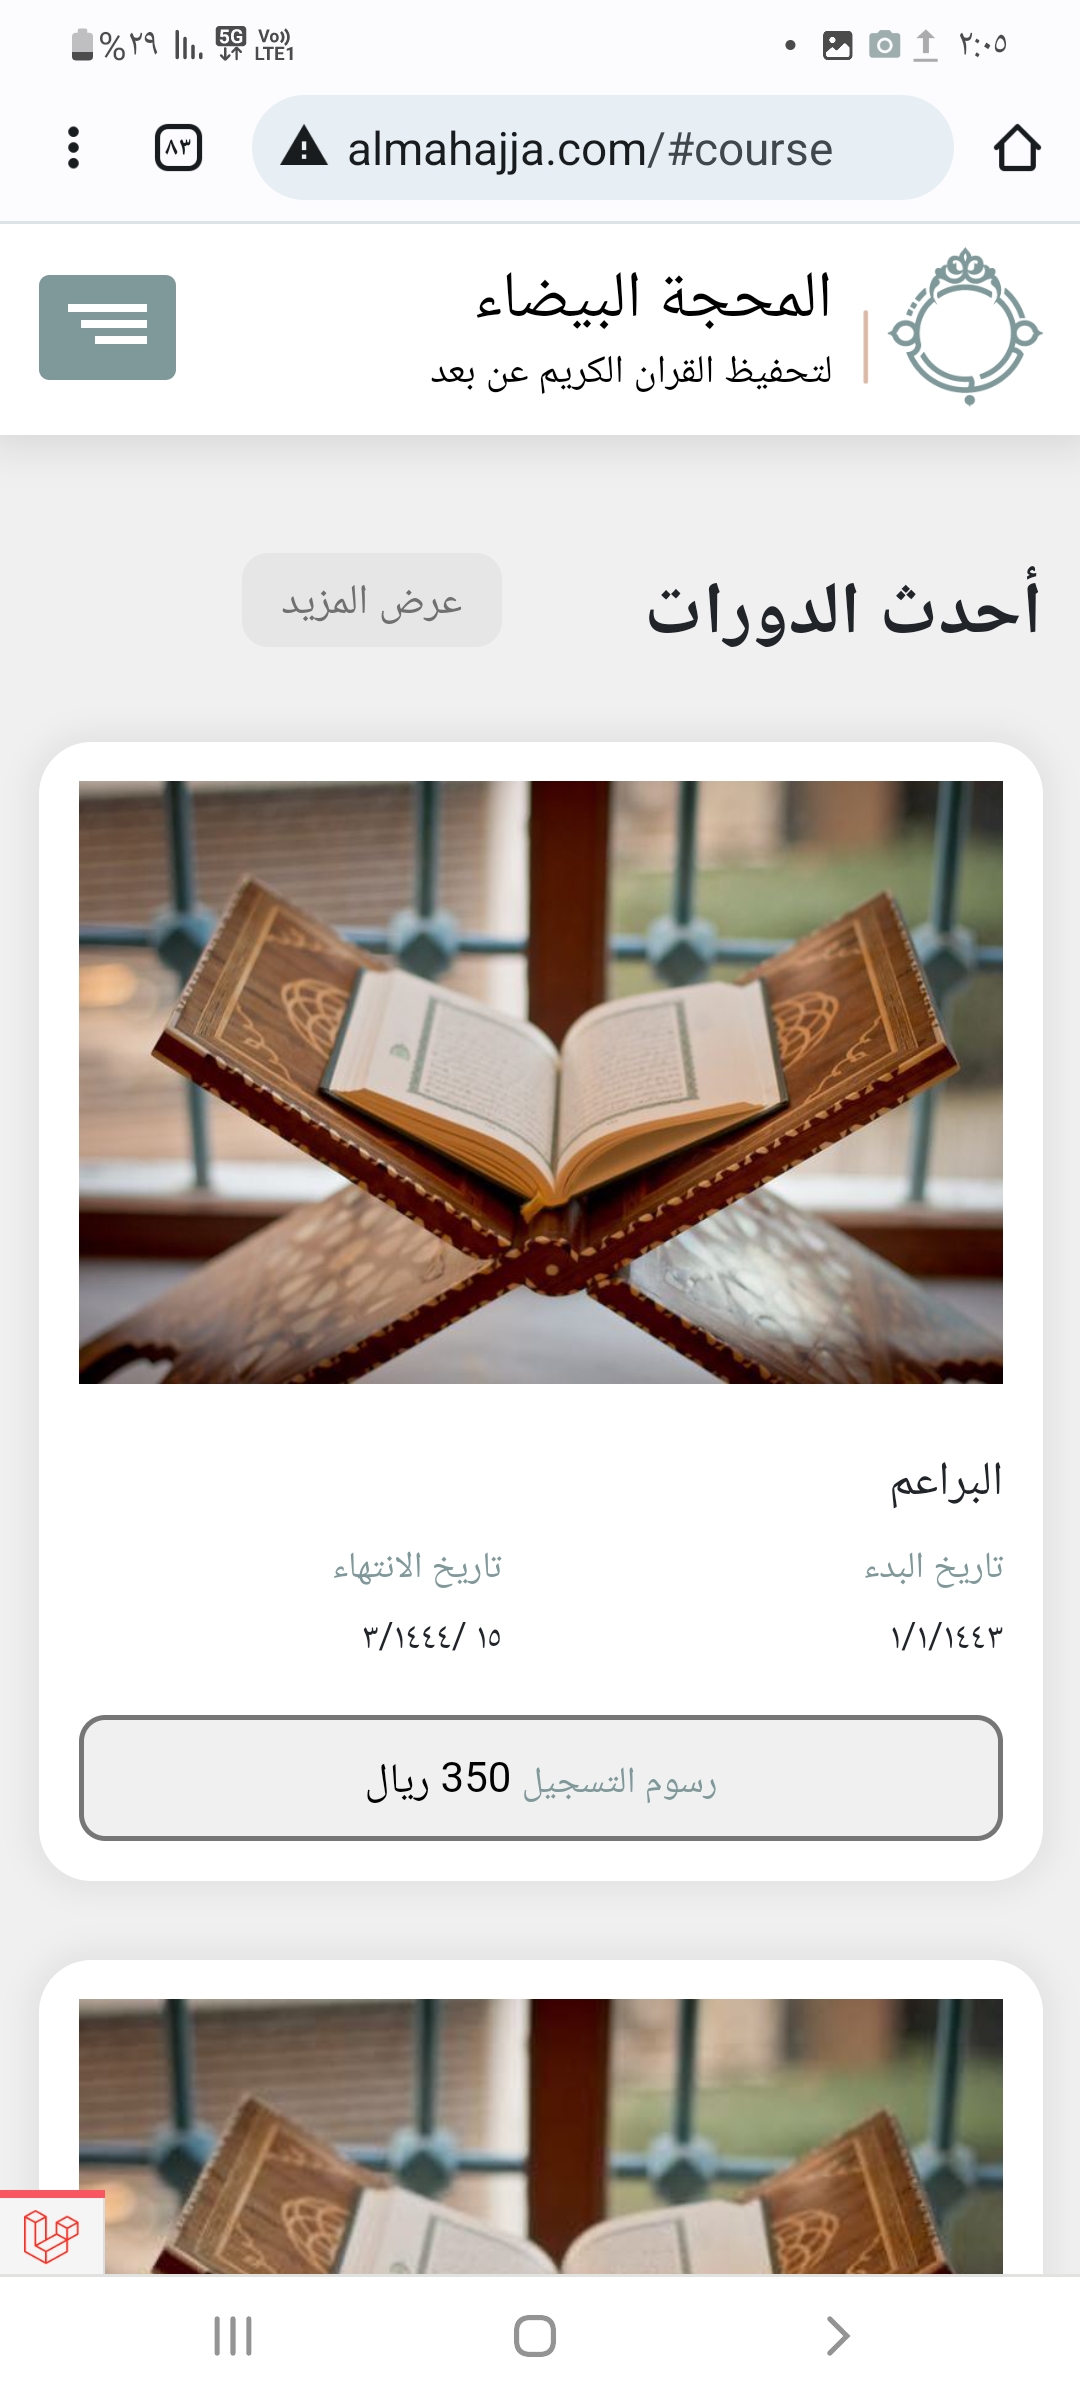 ٢:٠٥
5G Vo)) LTE1 %٢٩
almahajja.com/#course
٨٣
المحجة البيضاء
لتحفيظ القران الكريم عن بعد
أحدث الدورات
عرض المزيد
البراعم
تاريخ البدء
تاريخ الانتهاء
١/١/١٤٤٣
١٥ /٣/١٤٤٤
رسوم التسجيل 350 ريال